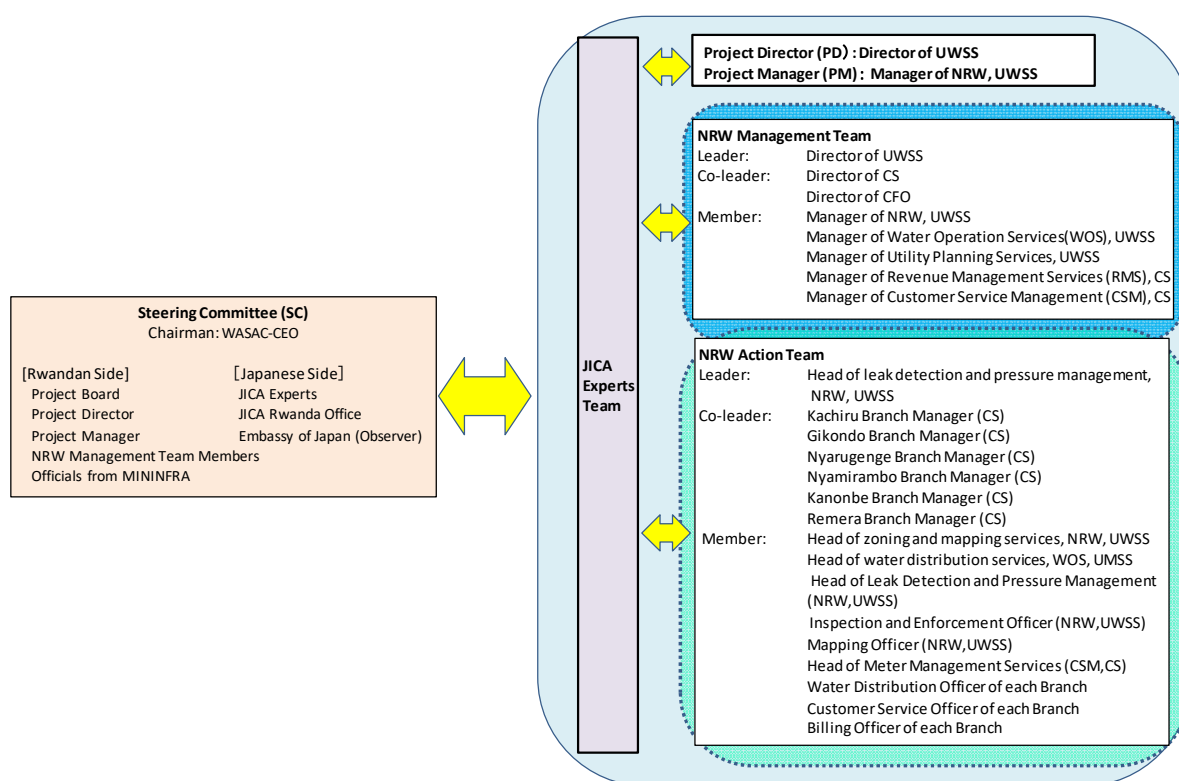 Project Director (PD) : Director of UWSS
Project Manager (PM) : Manager of NRW, UWSS
NRW Management Team
Leader: Director of UWSS
Co-leader: Director of CS
Director of CFO
Member: Manager of NRW, UWSS
Manager of Water Operation Services(WOS), UWSS
Manager of Utility Planning Services, UWSS
Manager of Revenue Management Services (RMS), CS
Manager of Customer Service Management (CSM), CS
Steering Committee (SC)
Chairman: WASAC-CEO
[Rwandan Side] [Japanese Side]
Project Board JICA Experts
Project Director JICA Rwanda Office
Project Manager Embassy of Japan (Observer)
NRW Management Team Members
Officials from MININFRA
JICA
Experts
Team
NRW Action Team
Leader: Head of leak detection and pressure management,
NRW, UWSS
Co-leader: Kachiru Branch Manager (CS)
Gikondo Branch Manager (CS)
Nyarugenge Branch Manager (CS)
Nyamirambo Branch Manager (CS)
Kanonbe Branch Manager (CS)
Remera Branch Manager (CS)
Member: Head of zoning and mapping services, NRW, UWSS
Head of water distribution services, WOS, UMSS
Head of Leak Detection and Pressure Management
(NRW,UWSS)
Inspection and Enforcement Officer (NRW,UWSS)
Mapping Officer (NRW,UWSS)
Head of Meter Management Services (CSM,CS)
Water Distribution Officer of each Branch
Customer Service Officer of each Branch
Billing Officer of each Branch